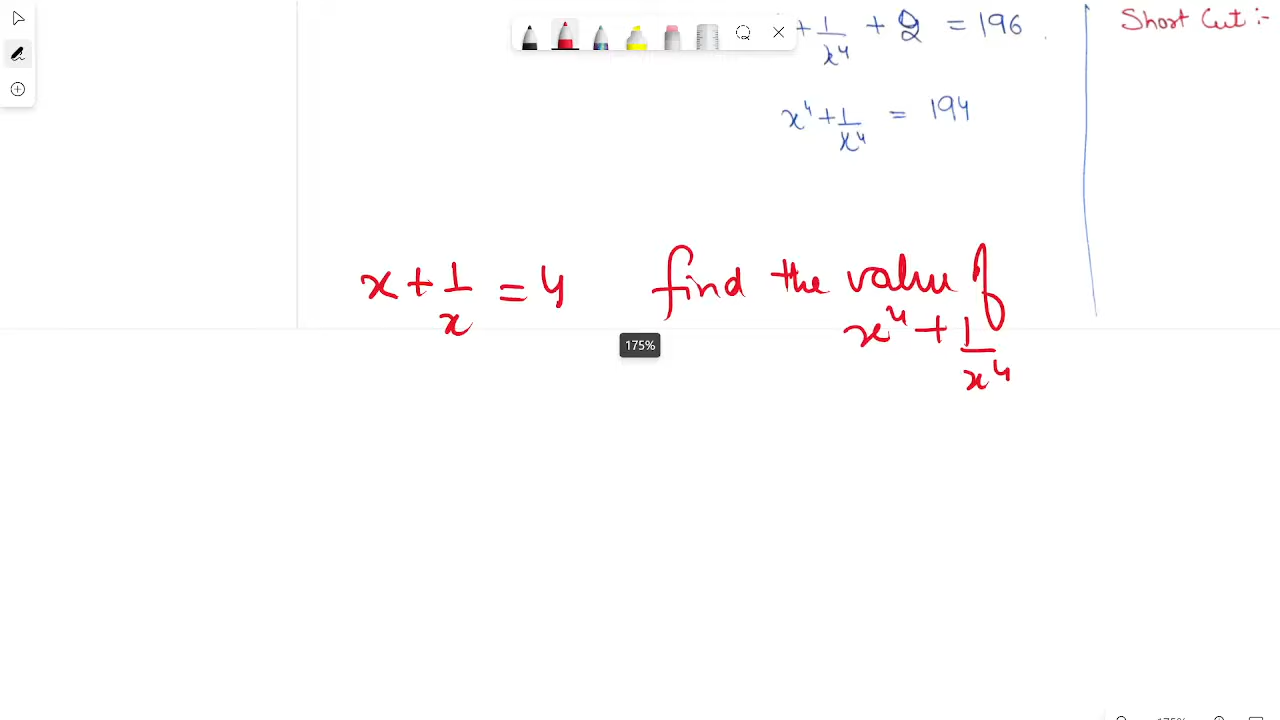 + 1/x⁴ + 2 = 196
Short Cut :-
x⁴ + 1/x⁴ = 194
x + 1/x = 4 find the value of
x⁴ + 1/x⁴
175%